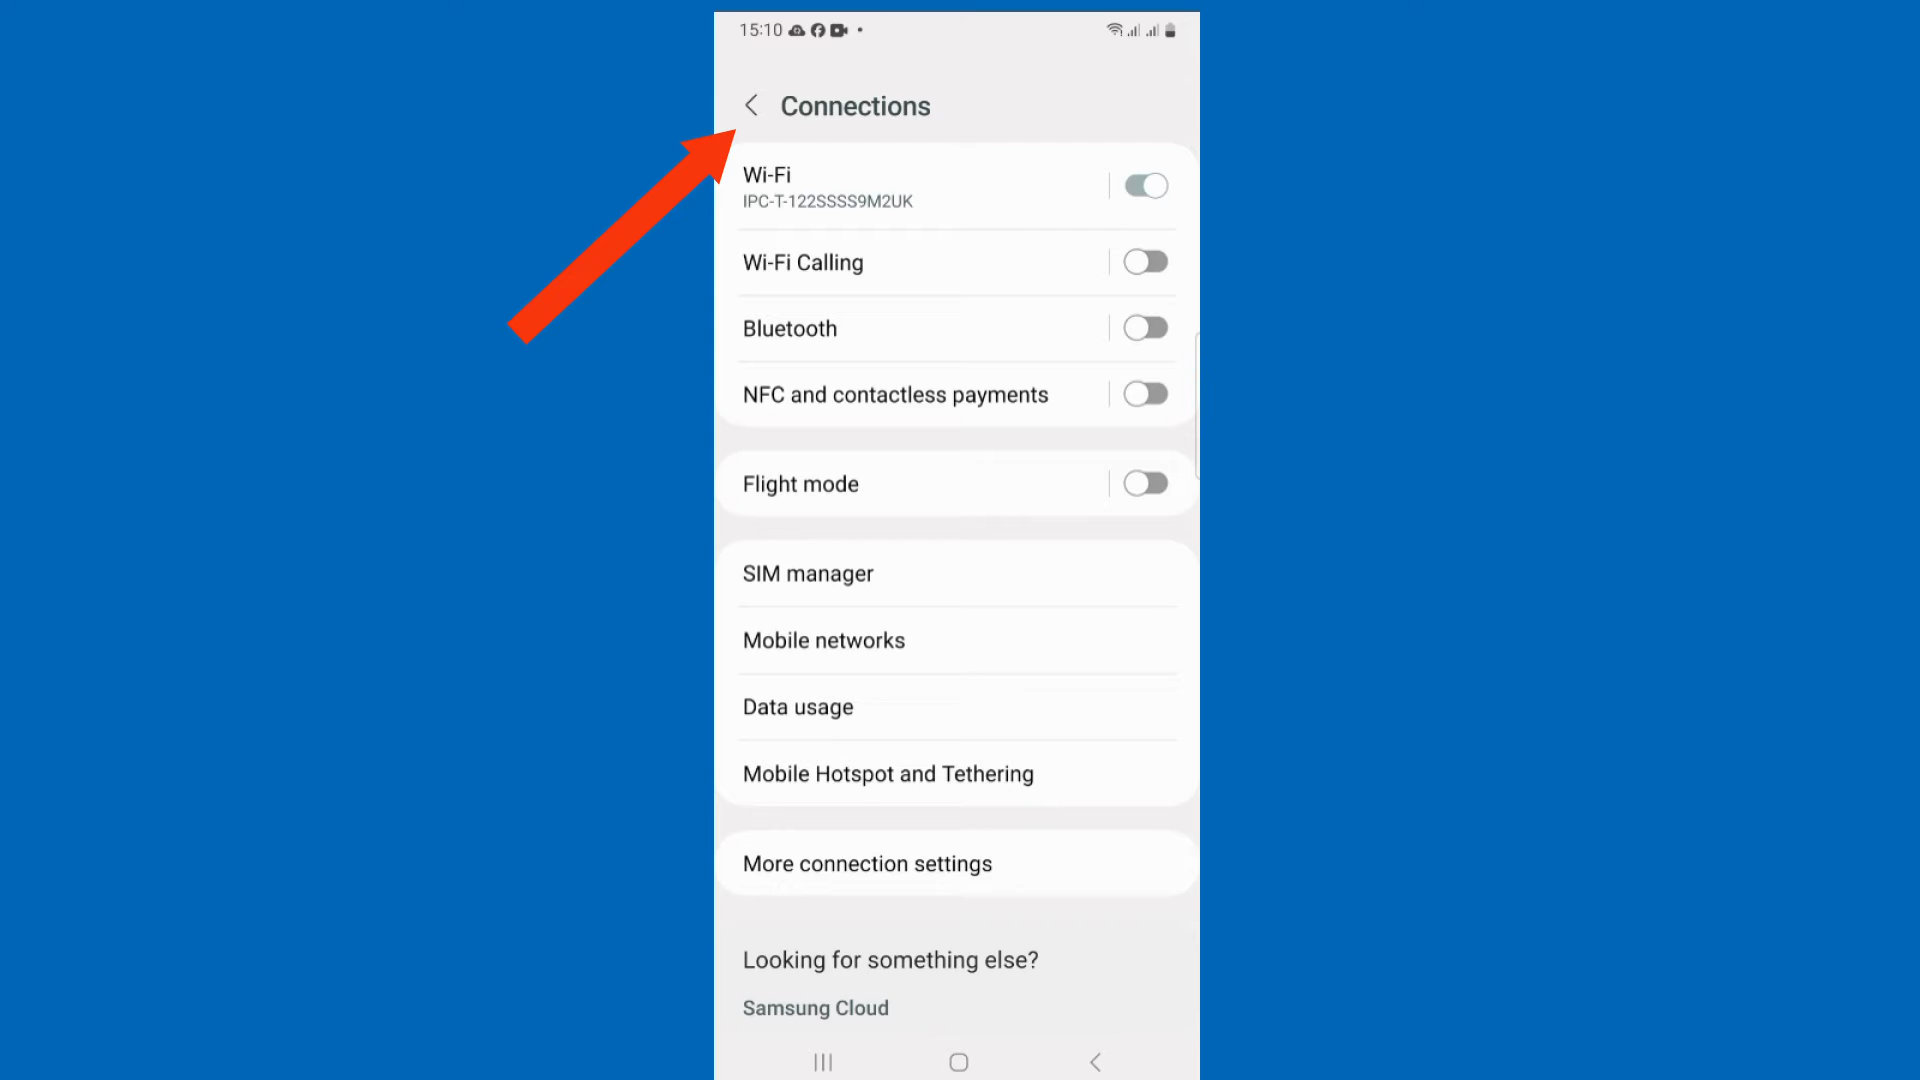 15:10
Connections
Wi-Fi
IPC-T-122SSSS9M2UK
Wi-Fi Calling
Bluetooth
NFC and contactless payments
Flight mode
SIM manager
Mobile networks
Data usage
Mobile Hotspot and Tethering
More connection settings
Looking for something else?
Samsung Cloud